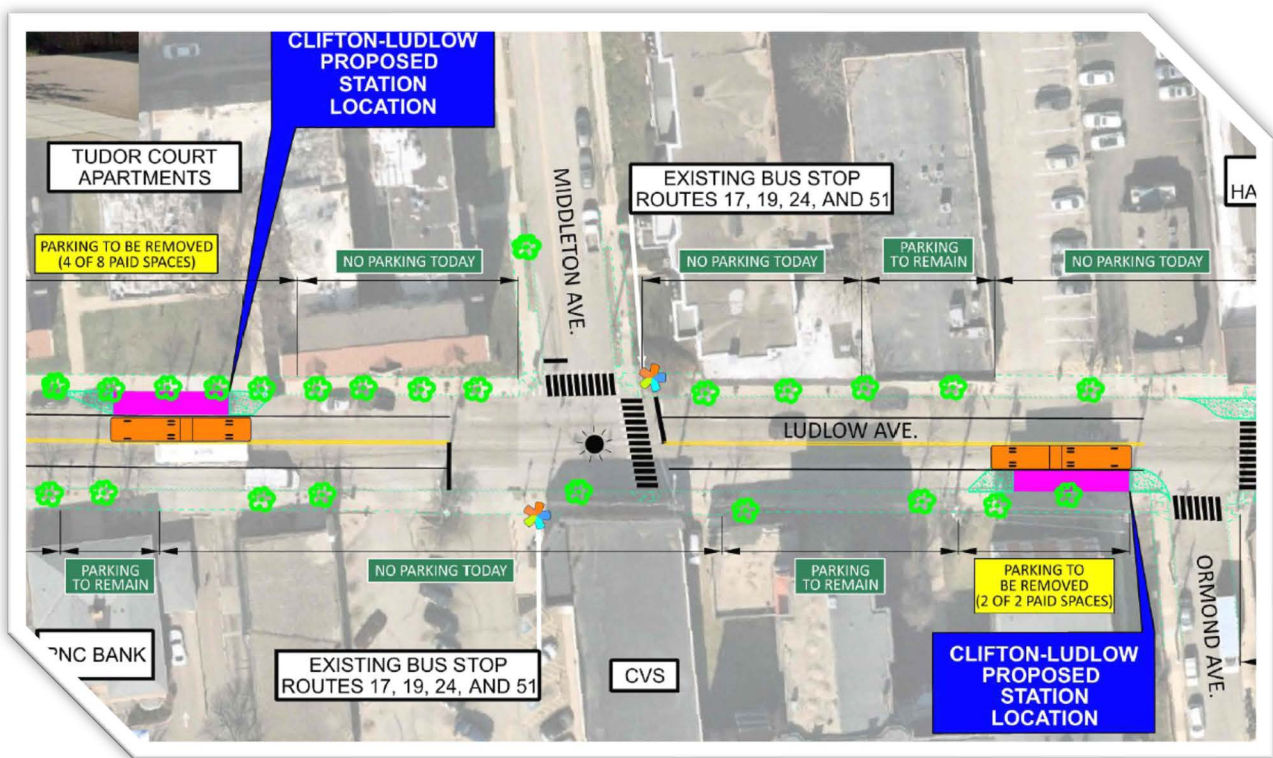 CLIFTON-LUDLOW
PROPOSED
STATION
LOCATION
TUDOR COURT
APARTMENTS
MIDDLETON AVE.
EXISTING BUS STOP
ROUTES 17, 19, 24, AND 51
HA
PARKING TO BE REMOVED
(4 OF 8 PAID SPACES)
NO PARKING TODAY
NO PARKING TODAY
PARKING
TO REMAIN
NO PARKING TODAY
LUDLOW AVE.
PARKING
TO REMAIN
NO PARKING TODAY
PARKING
TO REMAIN
PARKING TO
BE REMOVED
(2 OF 2 PAID SPACES)
ORMOND AVE.
PNC BANK
EXISTING BUS STOP
ROUTES 17, 19, 24, AND 51
CVS
CLIFTON-LUDLOW
PROPOSED
STATION
LOCATION